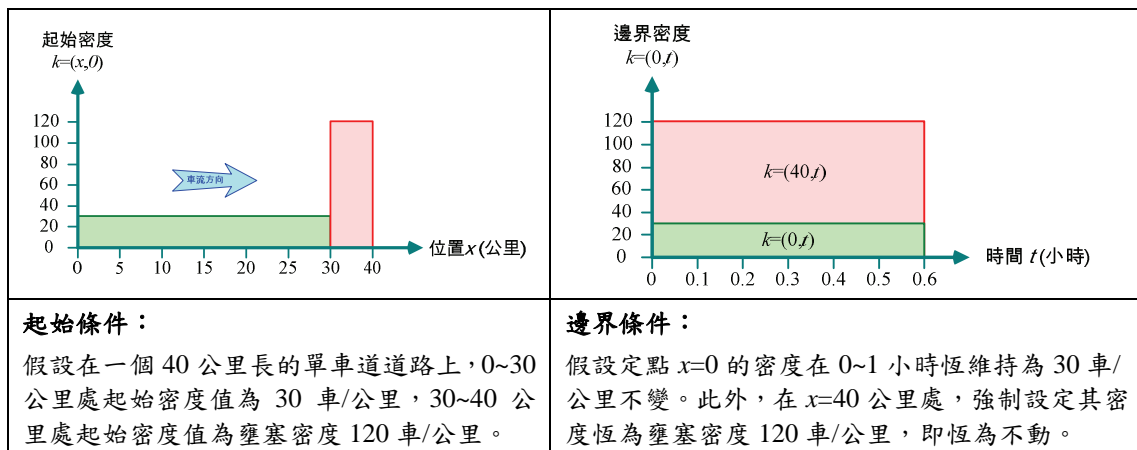 起始密度
k=(x,0)
120
100
80
60
40
20
0
車流方向
0 5 10 15 20 25 30 40
位置x(公里)
邊界密度
k=(0,t)
120
100
80
60
40
20
0
k=(40,t)
k=(0,t)
0 0.1 0.2 0.3 0.4 0.5 0.6
時間 t(小時)
起始條件：
假設在一個 40 公里長的單車道道路上，0~30
公里處起始密度值為 30 車/公里，30~40 公
里處起始密度值為壅塞密度 120 車/公里。
邊界條件：
假設定點 x=0 的密度在 0~1 小時恆維持為 30 車/
公里不變。此外，在 x=40 公里處，強制設定其密
度恆為壅塞密度 120 車/公里，即恆為不動。